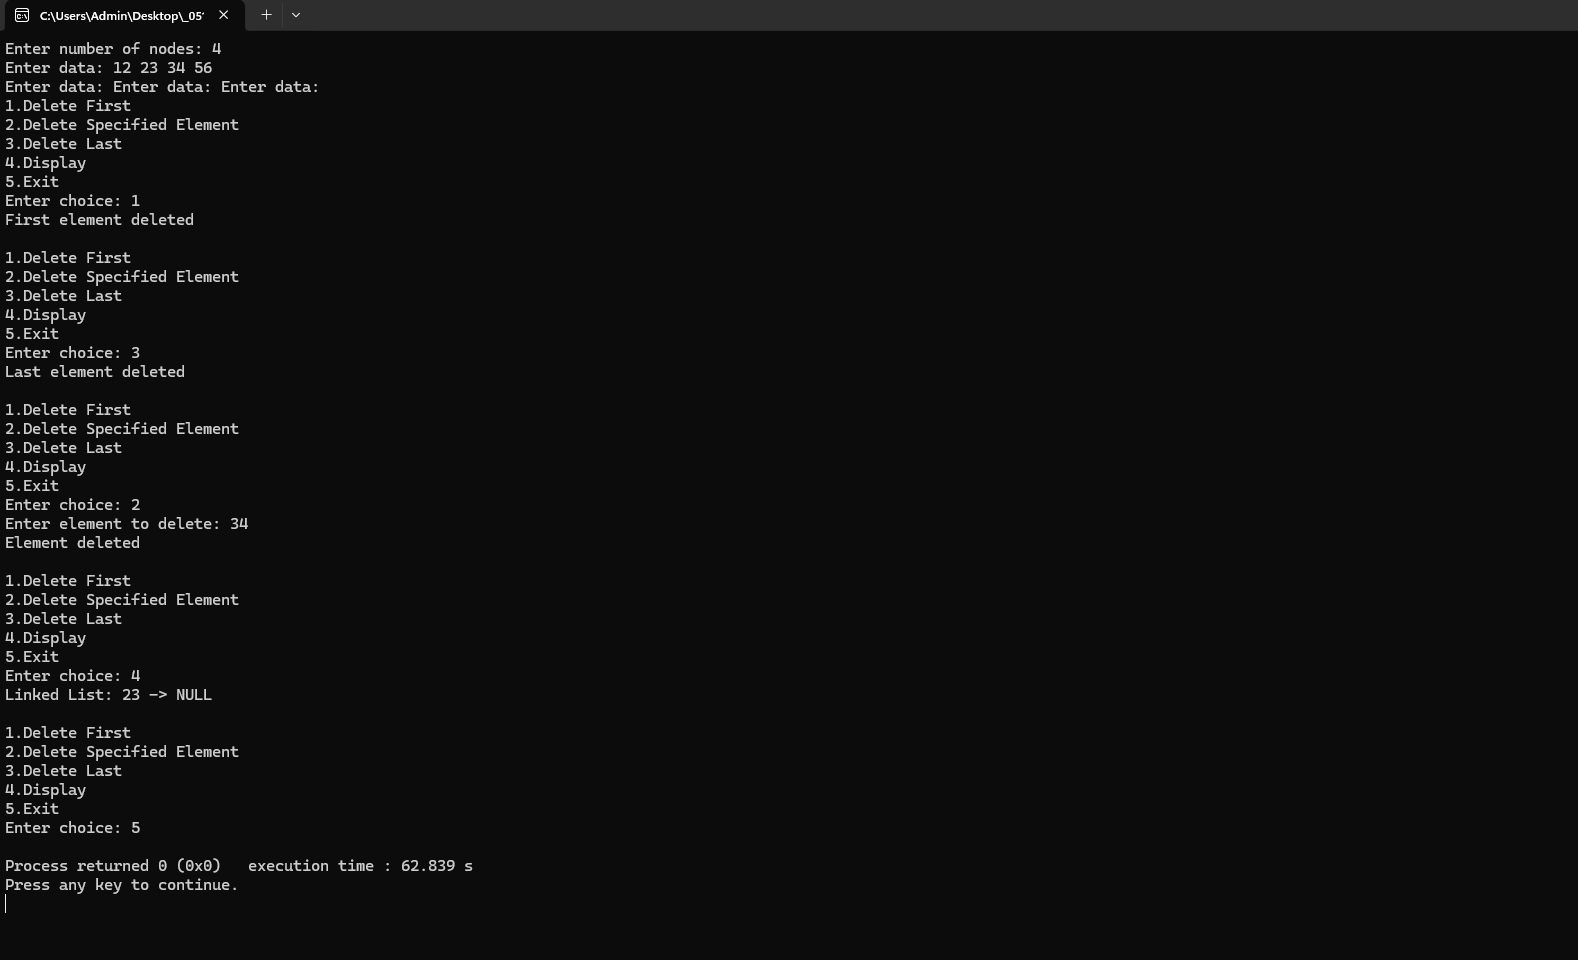 C:\Users\Admin\Desktop\_05
Enter number of nodes: 4
Enter data: 12 23 34 56
Enter data: Enter data: Enter data:
1.Delete First
2.Delete Specified Element
3.Delete Last
4.Display
5.Exit
Enter choice: 1
First element deleted
1.Delete First
2.Delete Specified Element
3.Delete Last
4.Display
5.Exit
Enter choice: 3
Last element deleted
1.Delete First
2.Delete Specified Element
3.Delete Last
4.Display
5.Exit
Enter choice: 2
Enter element to delete: 34
Element deleted
1.Delete First
2.Delete Specified Element
3.Delete Last
4.Display
5.Exit
Enter choice: 4
Linked List: 23 -> NULL
1.Delete First
2.Delete Specified Element
3.Delete Last
4.Display
5.Exit
Enter choice: 5
Process returned 0 (0x0)   execution time : 62.839 s
Press any key to continue.